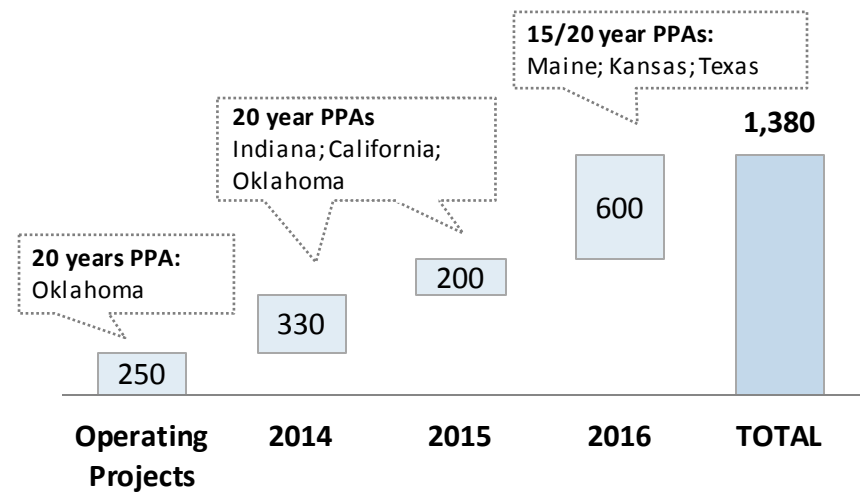 15/20 year PPAs:
Maine; Kansas; Texas
20 year PPAs
Indiana; California;
Oklahoma
1,380
600
20 years PPA:
Oklahoma
200
330
250
Operating
Projects
2014
2015
2016
TOTAL